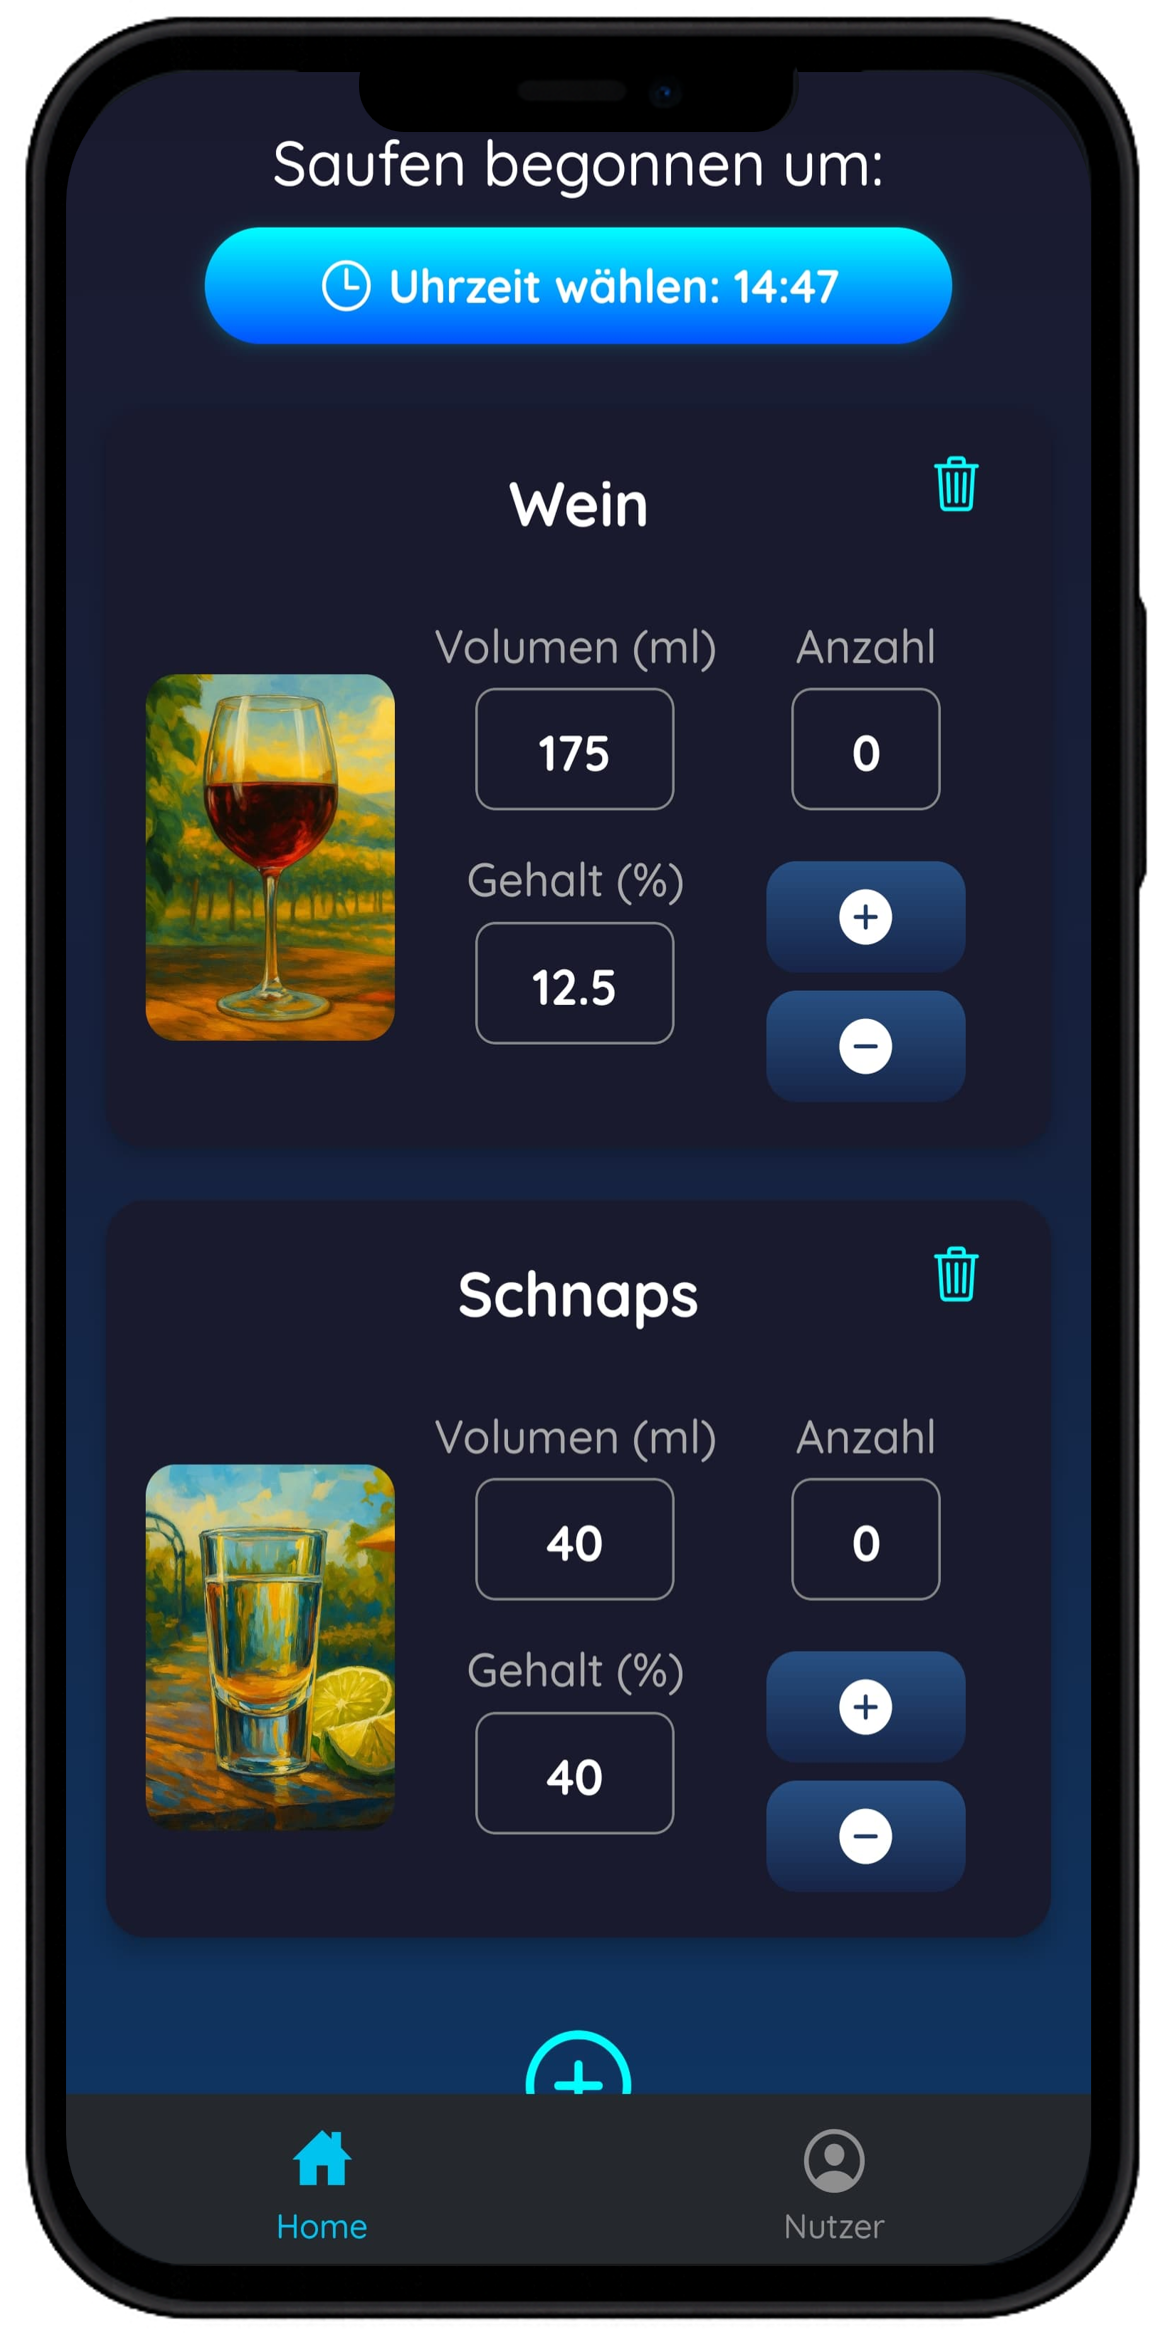 Saufen begonnen um:
Uhrzeit wählen: 14:47
Wein
Volumen (ml) Anzahl
175 0
Gehalt (%)
12.5
Schnaps
Volumen (ml) Anzahl
40 0
Gehalt (%)
40
Home Nutzer